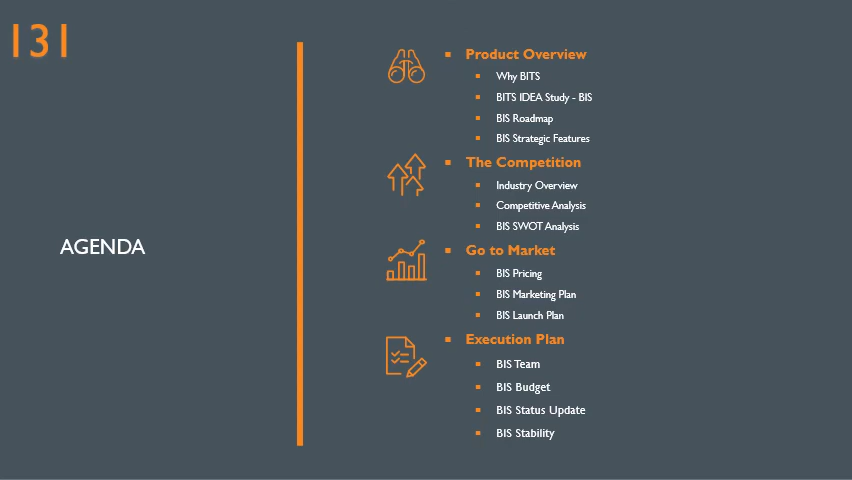 131
AGENDA
Product Overview
Why BITS
BITS IDEA Study - BIS
BIS Roadmap
BIS Strategic Features
The Competition
Industry Overview
Competitive Analysis
BIS SWOT Analysis
Go to Market
BIS Pricing
BIS Marketing Plan
BIS Launch Plan
Execution Plan
BIS Team
BIS Budget
BIS Status Update
BIS Stability